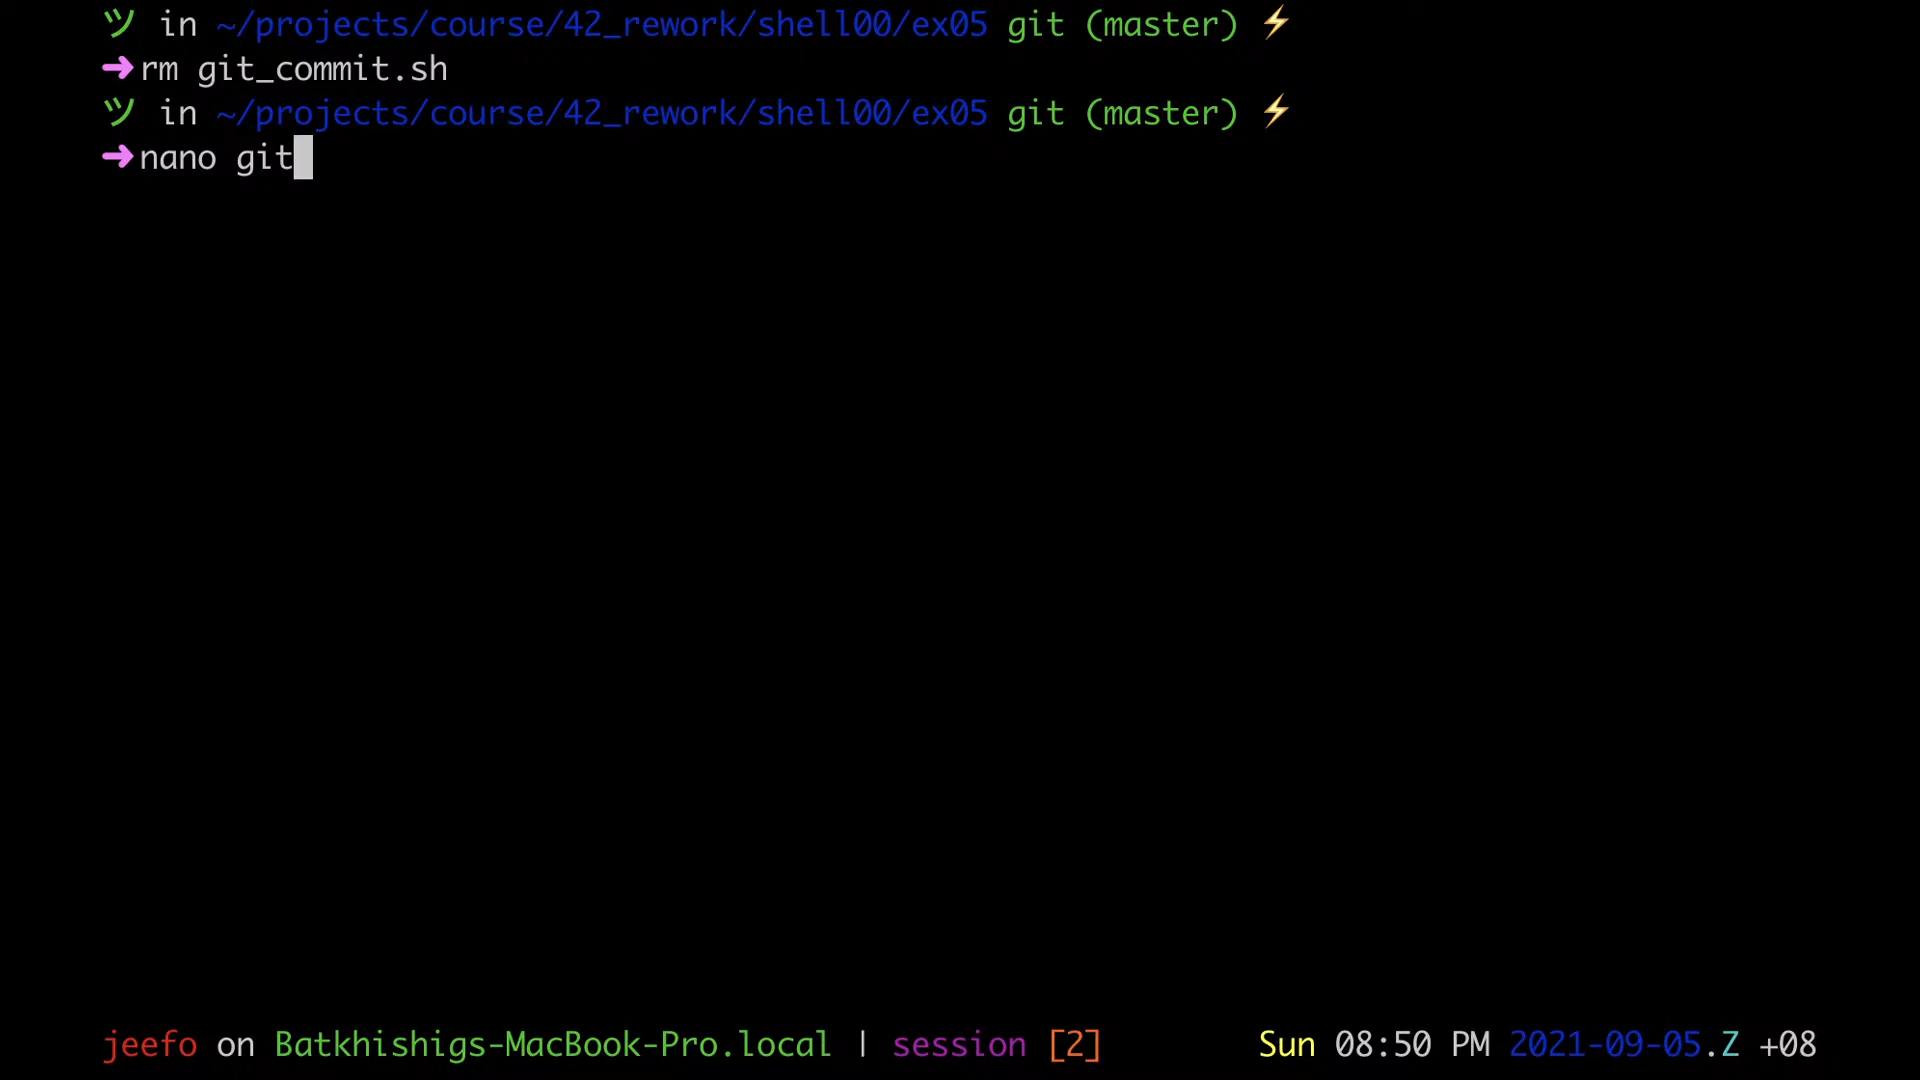 ツ in ~/projects/course/42_rework/shell00/ex05 git (master) ⚡
➜rm git_commit.sh
ツ in ~/projects/course/42_rework/shell00/ex05 git (master) ⚡
➜nano git
jeefo on Batkhishigs-MacBook-Pro.local | session [2] Sun 08:50 PM 2021-09-05.Z +08